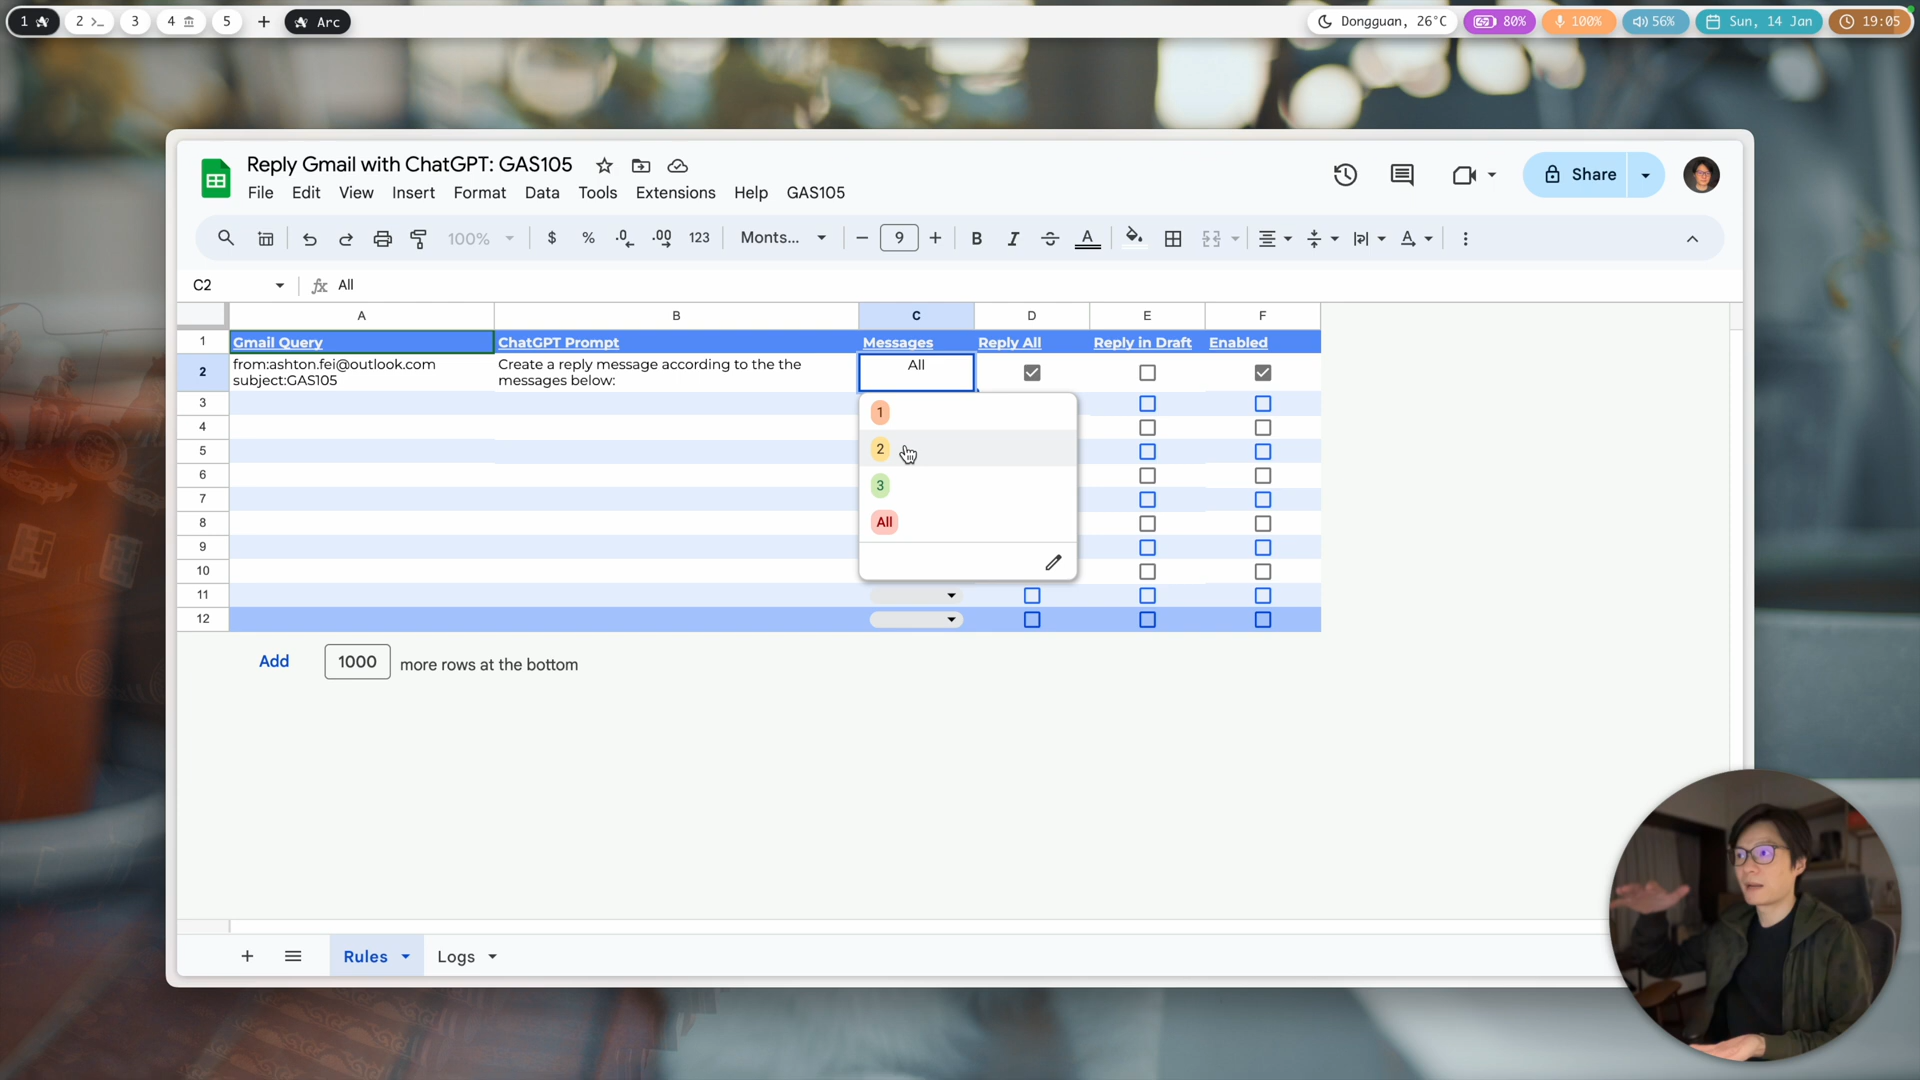 1 2 3 4 5 + Arc
Dongguan, 26°C 80% 100% 56% Sun, 14 Jan 19:05
Reply Gmail with ChatGPT: GAS105
File Edit View Insert Format Data Tools Extensions Help GAS105
Share
100% $ % .0 .00 123 Monts... 9 B I A
C2 fx All
A B C D E F
1 Gmail Query ChatGPT Prompt Messages Reply All Reply in Draft Enabled
2 from:ashton.fei@outlook.com subject:GAS105 Create a reply message according to the the messages below: All
3
4
5
6
7
8
9
10
11
12
1
2
3
All
Add 1000 more rows at the bottom
+ Rules Logs